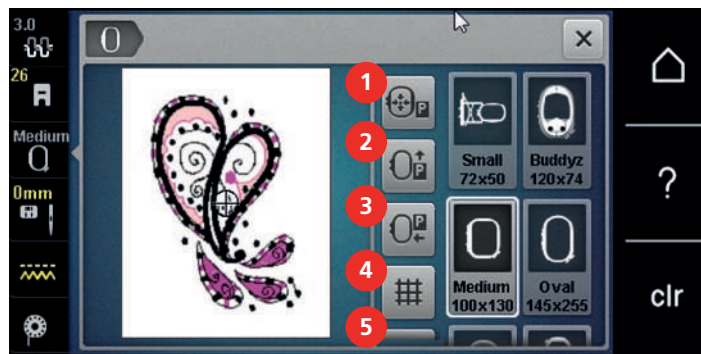 3.0
26
Medium
0mm
1
P
2
P
3
P
4
5
Small
72x50
Buddyz
120x74
Medium
100x130
Oval
145x255
?
clr